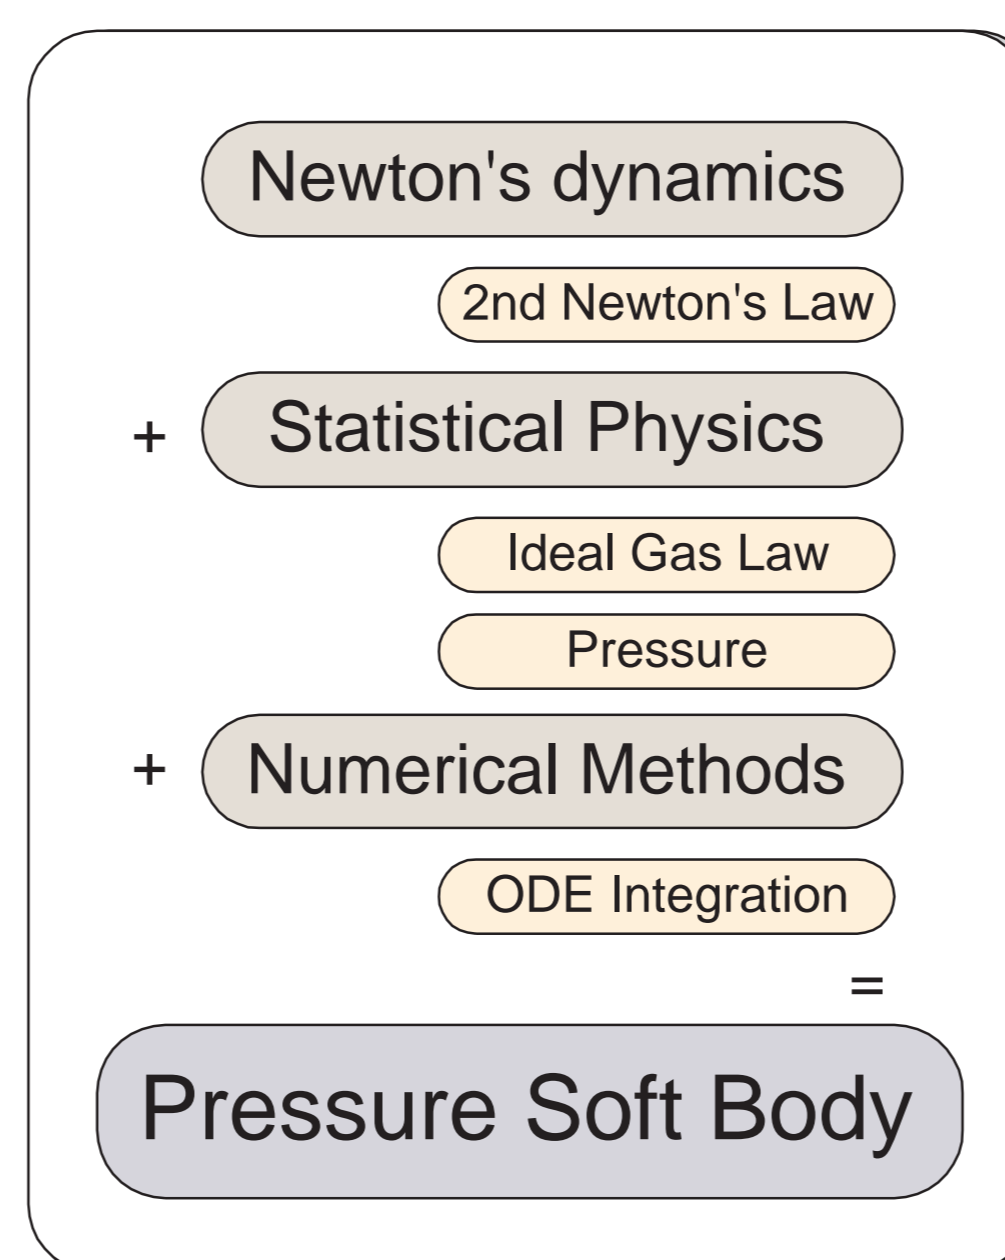 Newton's dynamics
2nd Newton's Law
+ Statistical Physics
Ideal Gas Law
Pressure
+ Numerical Methods
ODE Integration
=
Pressure Soft Body